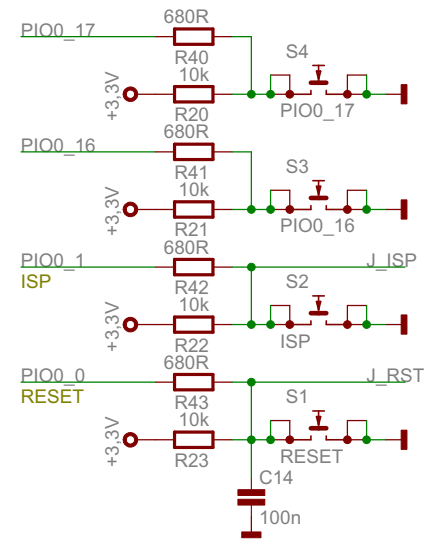 680R
PIO0_17
S4
R40
10k
+3,3V
R20
PIO0_17
680R
PIO0_16
S3
R41
10k
+3,3V
R21
PIO0_16
680R
PIO0_1
J_ISP
ISP
S2
R42
10k
+3,3V
R22
ISP
680R
PIO0_0
J_RST
RESET
S1
R43
10k
+3,3V
R23
RESET
C14
100n